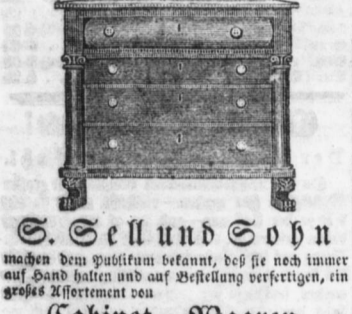 S. Sell und Sohn
machen dem Publikum bekannt, daß sie noch immer
auf Hand halten und auf Bestellung verfertigen, ein
großes Assortement von
Cabinet-Waaren